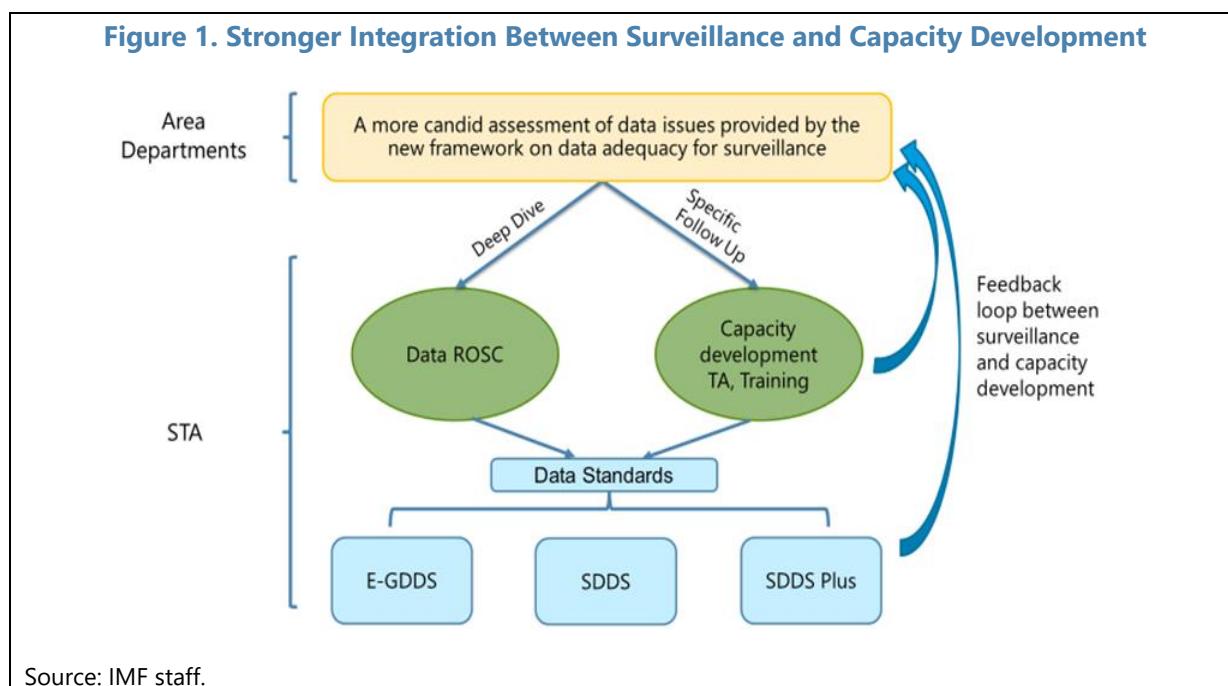 Figure 1. Stronger Integration Between Surveillance and Capacity Development
Area
Departments
A more candid assessment of data issues provided by the
new framework on data adequacy for surveillance
Deep Dive
Specific
Follow Up
Data ROSC
Capacity
development
TA, Training
Feedback
loop between
surveillance
and capacity
development
STA
Data Standards
E-GDDS
SDDS
SDDS Plus
Source: IMF staff.